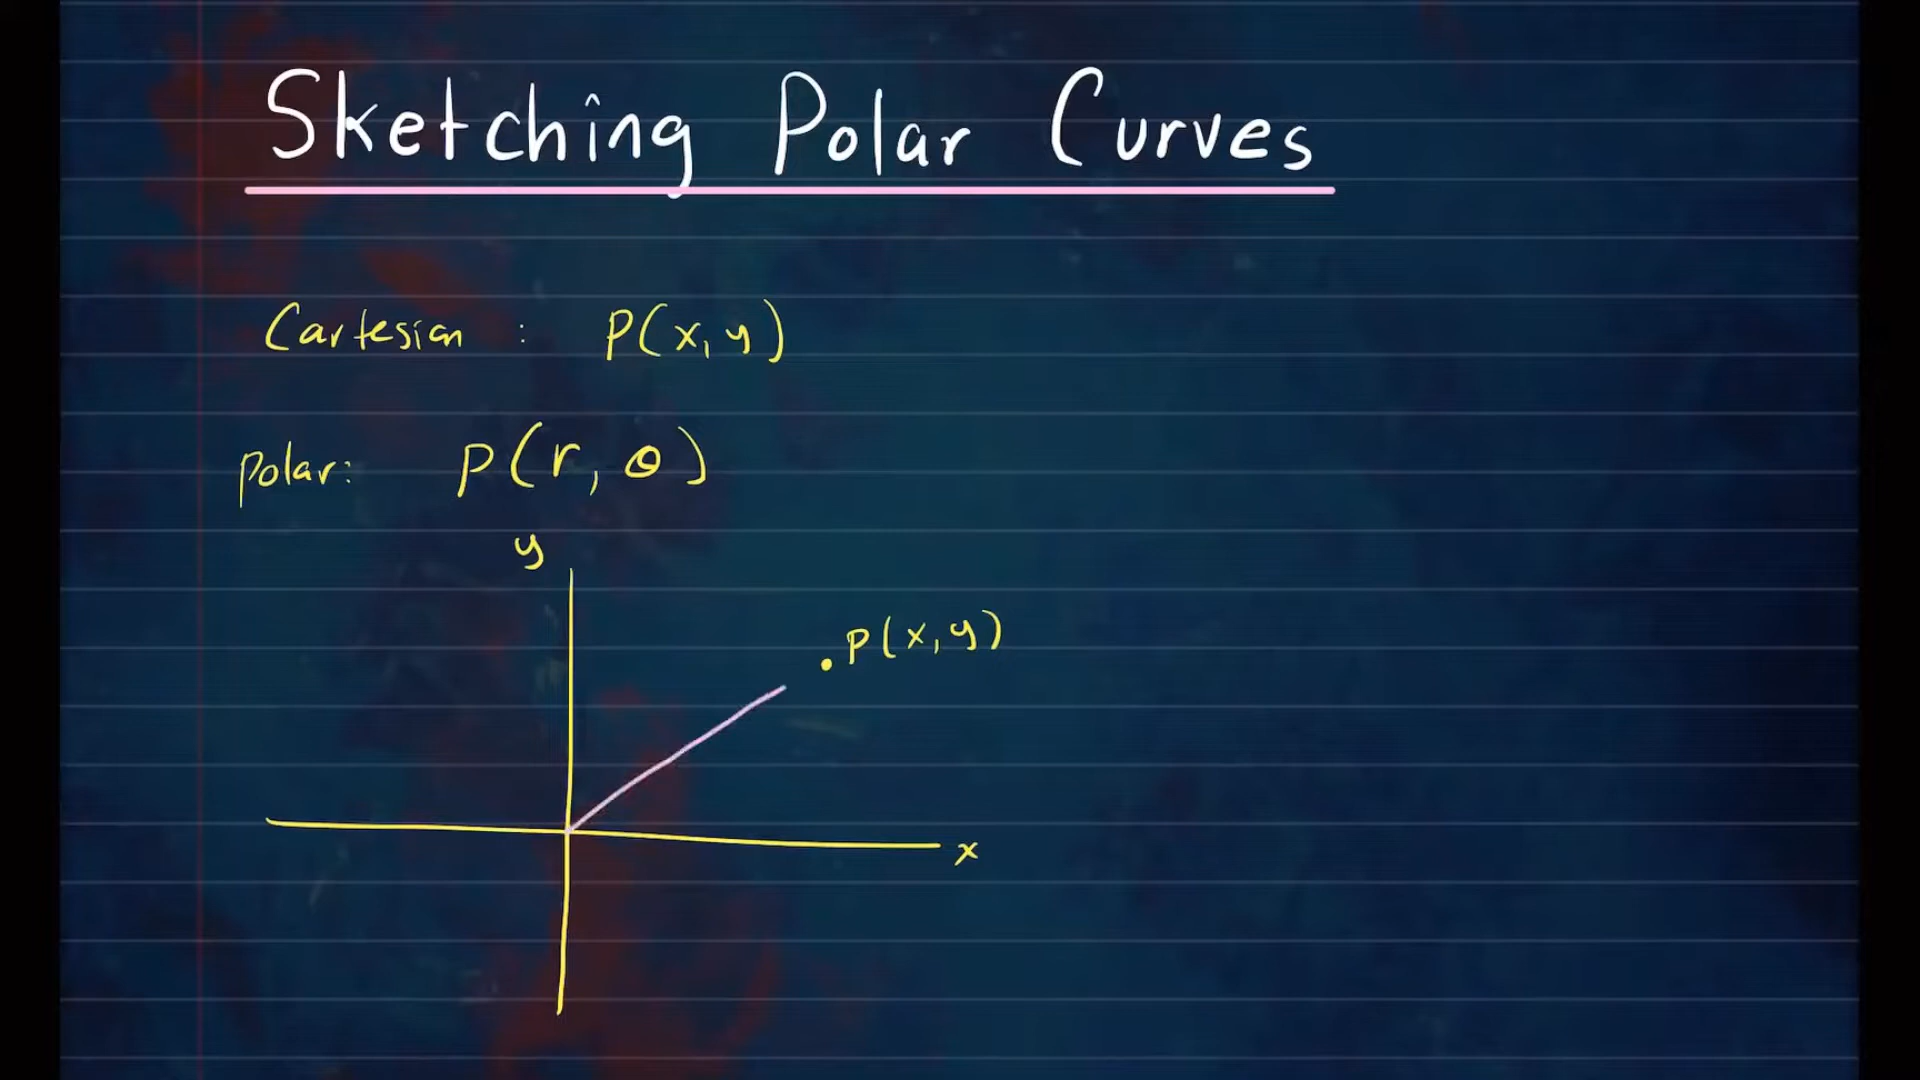 Sketching Polar Curves
Cartesian : P(x, y)
polar: P(r, θ)
y
P(x, y)
x